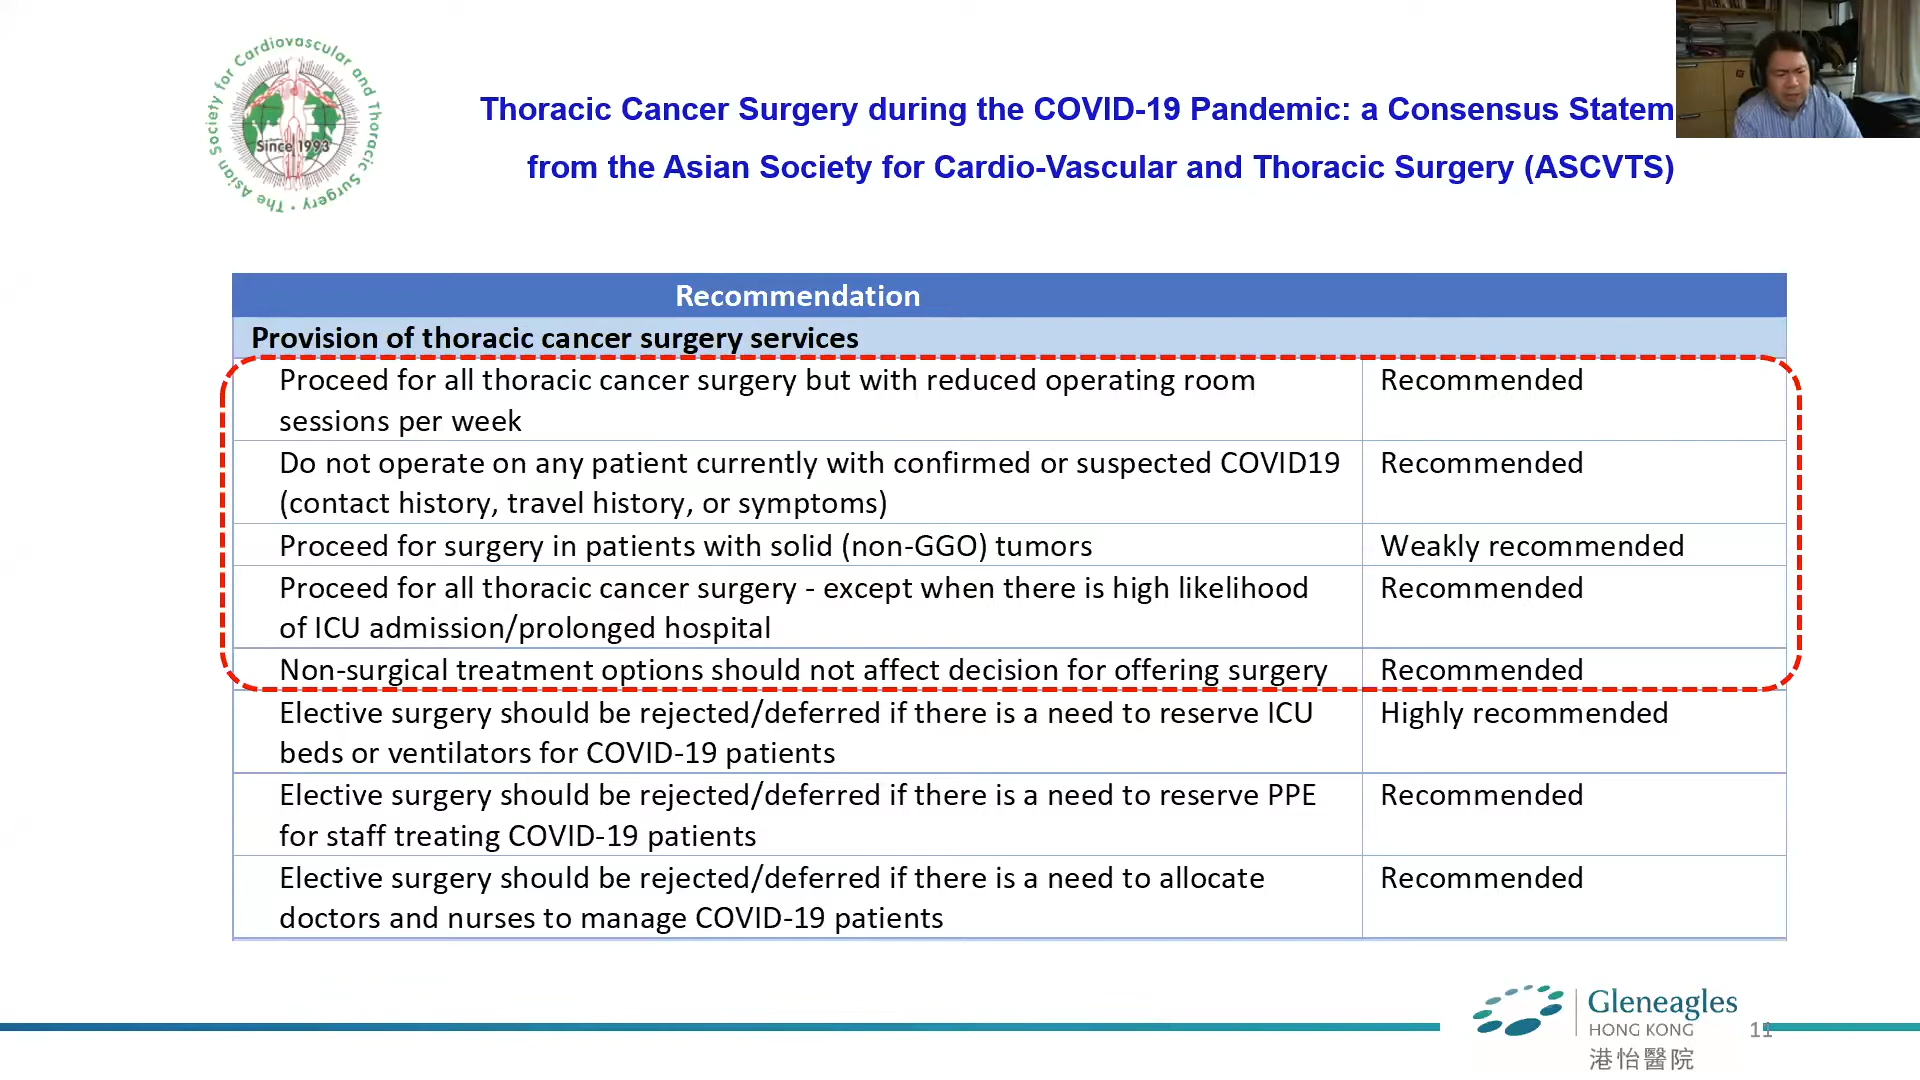 The Asian Society for Cardiovascular and Thoracic Surgery •
Since 1993
Thoracic Cancer Surgery during the COVID-19 Pandemic: a Consensus Statem
from the Asian Society for Cardio-Vascular and Thoracic Surgery (ASCVTS)
Recommendation
Provision of thoracic cancer surgery services
Proceed for all thoracic cancer surgery but with reduced operating room
sessions per week
Recommended
Do not operate on any patient currently with confirmed or suspected COVID19
(contact history, travel history, or symptoms)
Recommended
Proceed for surgery in patients with solid (non-GGO) tumors
Weakly recommended
Proceed for all thoracic cancer surgery - except when there is high likelihood
of ICU admission/prolonged hospital
Recommended
Non-surgical treatment options should not affect decision for offering surgery
Recommended
Elective surgery should be rejected/deferred if there is a need to reserve ICU
beds or ventilators for COVID-19 patients
Highly recommended
Elective surgery should be rejected/deferred if there is a need to reserve PPE
for staff treating COVID-19 patients
Recommended
Elective surgery should be rejected/deferred if there is a need to allocate
doctors and nurses to manage COVID-19 patients
Recommended
Gleneagles
HONG KONG
港怡醫院
11